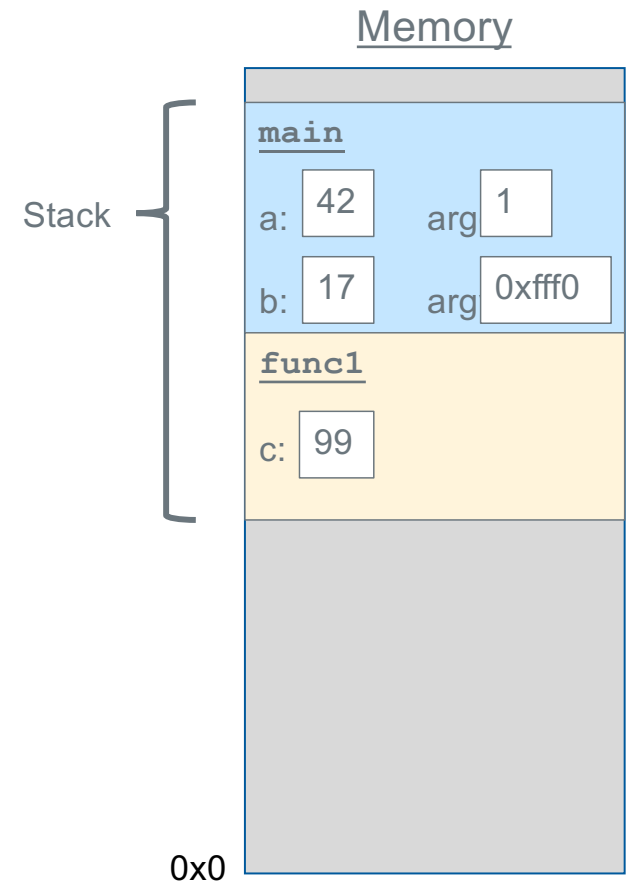 Memory
main
Stack
a: 42 arg 1
b: 17 arg 0xfff0
func1
c: 99
0x0